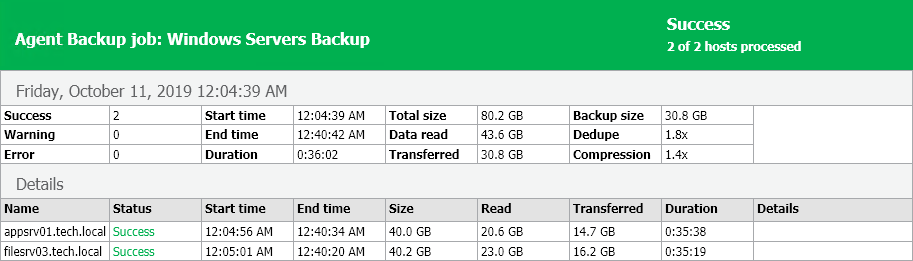 Agent Backup job: Windows Servers Backup
Success
2 of 2 hosts processed
Friday, October 11, 2019 12:04:39 AM
Success 2 Start time 12:04:39 AM Total size 80.2 GB Backup size 30.8 GB
Warning 0 End time 12:40:42 AM Data read 43.6 GB Dedupe 1.8x
Error 0 Duration 0:36:02 Transferred 30.8 GB Compression 1.4x
Details
Name Status Start time End time Size Read Transferred Duration Details
appsrv01.tech.local Success 12:04:56 AM 12:40:34 AM 40.0 GB 20.6 GB 14.7 GB 0:35:38
filesrv03.tech.local Success 12:05:01 AM 12:40:20 AM 40.2 GB 23.0 GB 16.2 GB 0:35:19